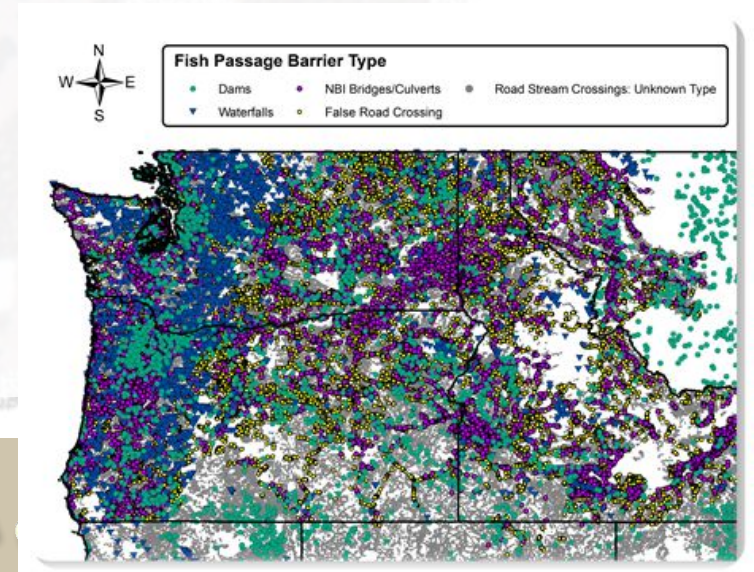 N
W E
S
Fish Passage Barrier Type
Dams NBI Bridges/Culverts Road Stream Crossings: Unknown Type
Waterfalls False Road Crossing